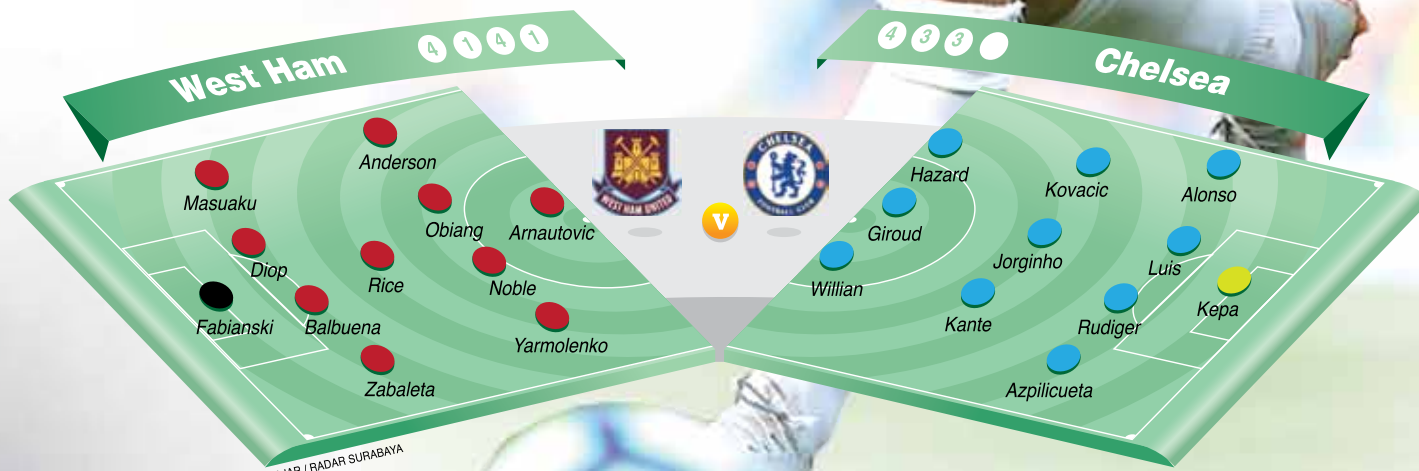 West Ham
4 1 4 1
4 3 3
Chelsea
Anderson
Masuaku
Obiang
Arnautovic
Diop
Rice
Noble
Fabianski
Balbuena
Yarmolenko
Zabaleta
WEST HAM UNITED
CHELSEA
FOOTBALL CLUB
V
Hazard
Kovacic
Alonso
Giroud
Jorginho
Luis
Willian
Kepa
Kante
Rudiger
Azpilicueta
/ RADAR SURABAYA